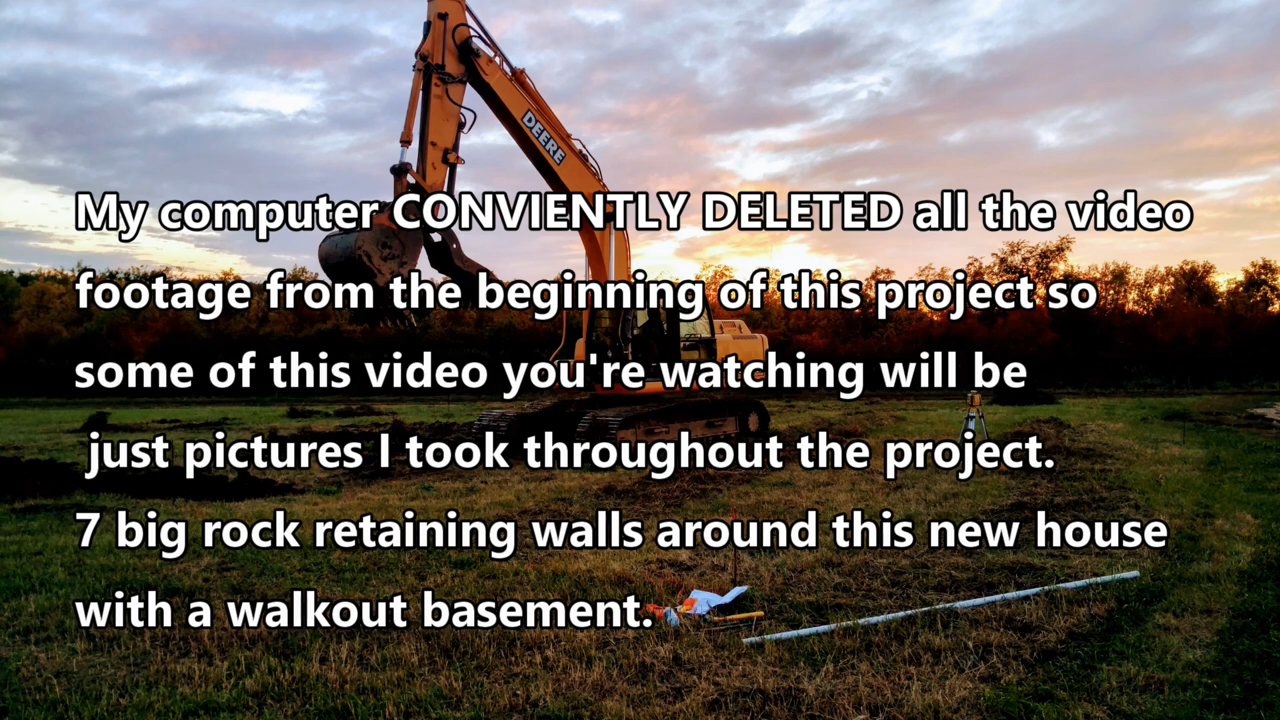 DEERE
My computer CONVIENTLY DELETED all the video
footage from the beginning of this project so
some of this video you're watching will be
just pictures I took throughout the project.
7 big rock retaining walls around this new house
with a walkout basement.